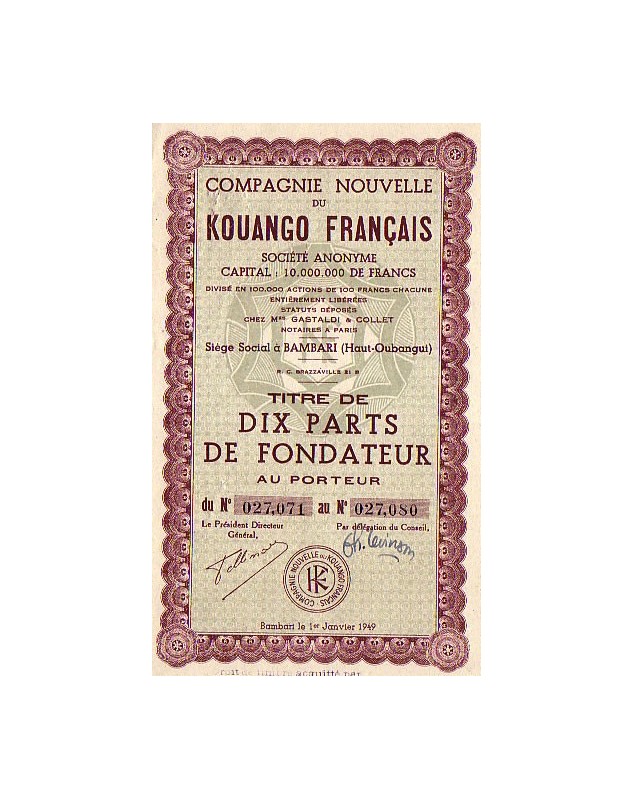 COMPAGNIE NOUVELLE
DU
KOUANGO FRANÇAIS
SOCIÉTÉ ANONYME
CAPITAL : 10.000.000 DE FRANCS
DIVISÉ EN 100.000 ACTIONS DE 100 FRANCS CHACUNE
ENTIÈREMENT LIBÉRÉES
STATUTS DÉPOSÉS
CHEZ Mes GASTALDI & COLLET
NOTAIRES A PARIS
Siège Social à BAMBARI (Haut-Oubangui)
R. C. BRAZZAVILLE 21 B
TITRE DE
DIX PARTS
DE FONDATEUR
AU PORTEUR
du No 027,071 au No 027,080
Le Président Directeur Général,
Par délégation du Conseil,
COMPAGNIE NOUVELLE DU KOUANGO FRANÇAIS
K F
Bambari le 1er Janvier 1949
acquitté par